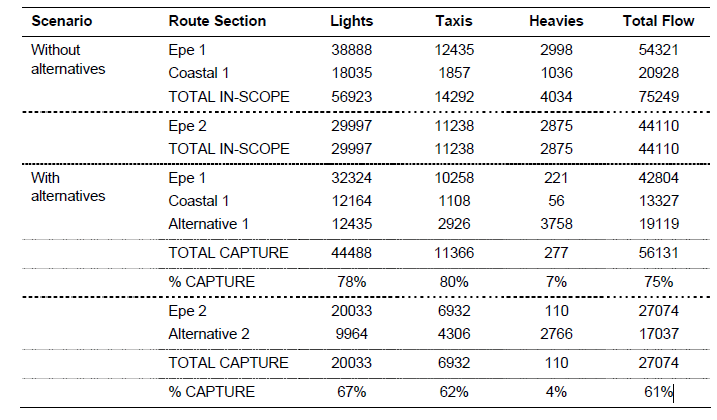 Scenario Route Section Lights Taxis Heavies Total Flow
Without Epe 1 38888 12435 2998 54321
alternatives Coastal 1 18035 1857 1036 20928
TOTAL IN-SCOPE 56923 14292 4034 75249
Epe 2 29997 11238 2875 44110
TOTAL IN-SCOPE 29997 11238 2875 44110
With Epe 1 32324 10258 221 42804
alternatives Coastal 1 12164 1108 56 13327
Alternative 1 12435 2926 3758 19119
TOTAL CAPTURE 44488 11366 277 56131
% CAPTURE 78% 80% 7% 75%
Epe 2 20033 6932 110 27074
Alternative 2 9964 4306 2766 17037
TOTAL CAPTURE 20033 6932 110 27074
% CAPTURE 67% 62% 4% 61%